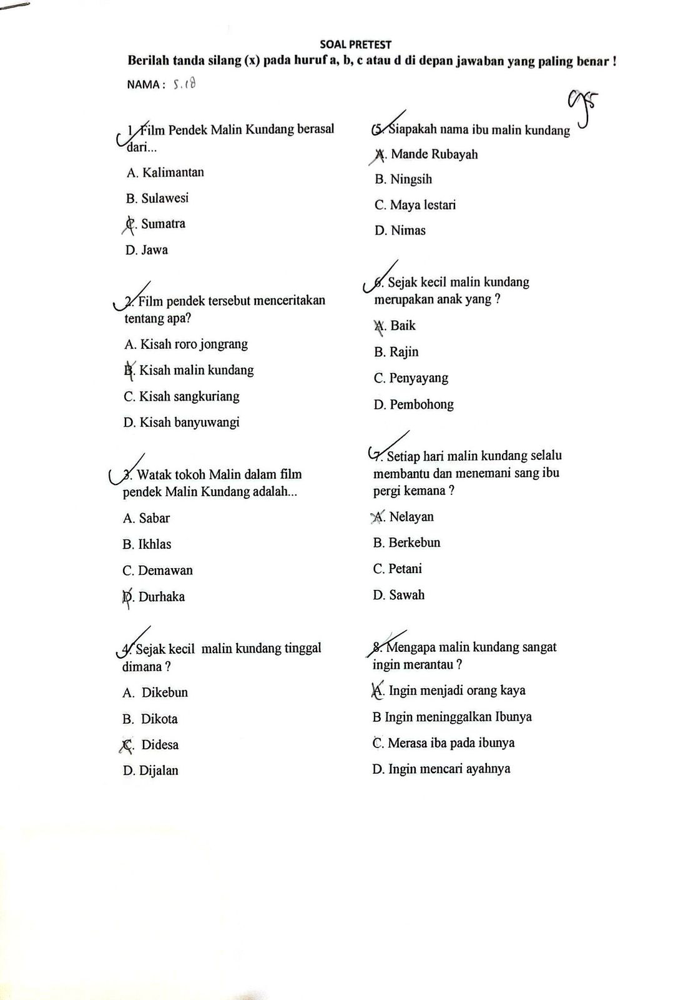 SOAL PRETEST
Berilah tanda silang (x) pada huruf a, b, c atau d di depan jawaban yang paling benar !
NAMA : S.18
95
1. Film Pendek Malin Kundang berasal
dari...
A. Kalimantan
B. Sulawesi
C. Sumatra
D. Jawa
2. Film pendek tersebut menceritakan
tentang apa?
A. Kisah roro jongrang
B. Kisah malin kundang
C. Kisah sangkuriang
D. Kisah banyuwangi
3. Watak tokoh Malin dalam film
pendek Malin Kundang adalah...
A. Sabar
B. Ikhlas
C. Demawan
D. Durhaka
4. Sejak kecil malin kundang tinggal
dimana ?
A. Dikebun
B. Dikota
C. Didesa
D. Dijalan
5. Siapakah nama ibu malin kundang
A. Mande Rubayah
B. Ningsih
C. Maya lestari
D. Nimas
6. Sejak kecil malin kundang
merupakan anak yang ?
A. Baik
B. Rajin
C. Penyayang
D. Pembohong
7. Setiap hari malin kundang selalu
membantu dan menemani sang ibu
pergi kemana ?
A. Nelayan
B. Berkebun
C. Petani
D. Sawah
8. Mengapa malin kundang sangat
ingin merantau ?
A. Ingin menjadi orang kaya
B Ingin meninggalkan Ibunya
C. Merasa iba pada ibunya
D. Ingin mencari ayahnya